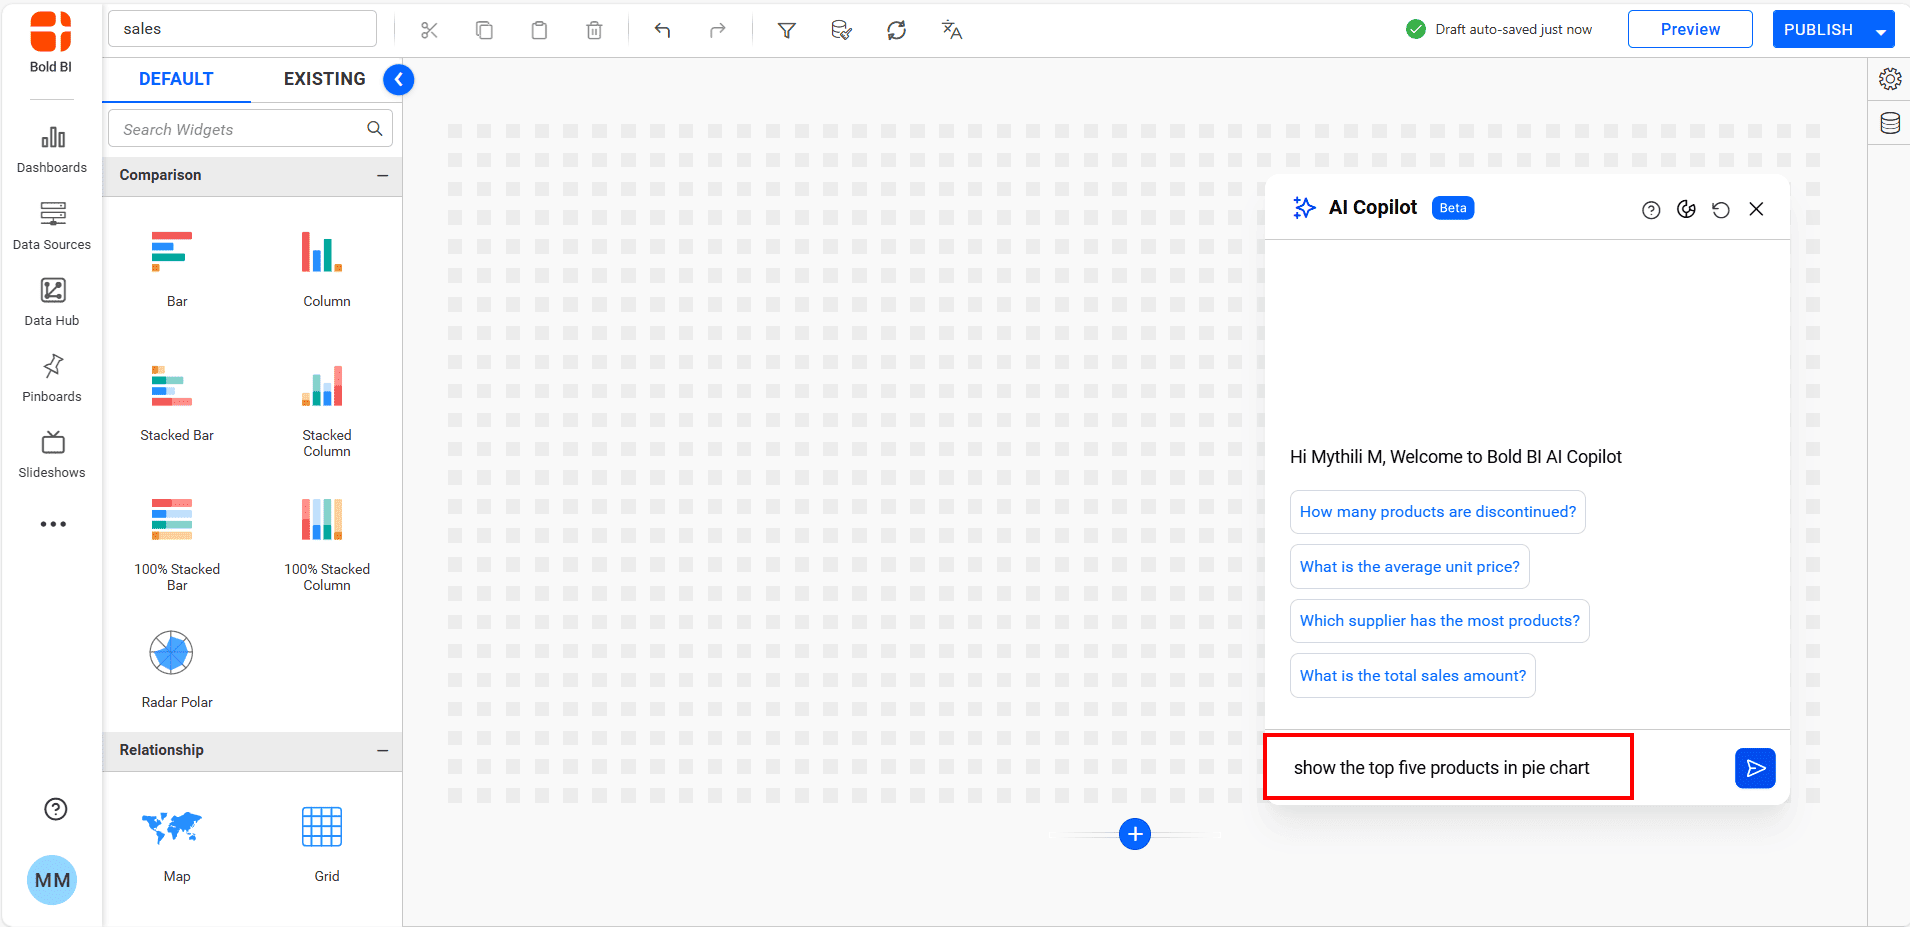 Bold BI
sales
Draft auto-saved just now
Preview
PUBLISH
Dashboards
Data Sources
Data Hub
Pinboards
Slideshows
MM
DEFAULT
EXISTING
Search Widgets
Comparison
Bar
Column
Stacked Bar
Stacked
Column
100% Stacked
Bar
100% Stacked
Column
Radar Polar
Relationship
Map
Grid
AI Copilot
Beta
Hi Mythili M, Welcome to Bold BI AI Copilot
How many products are discontinued?
What is the average unit price?
Which supplier has the most products?
What is the total sales amount?
show the top five products in pie chart